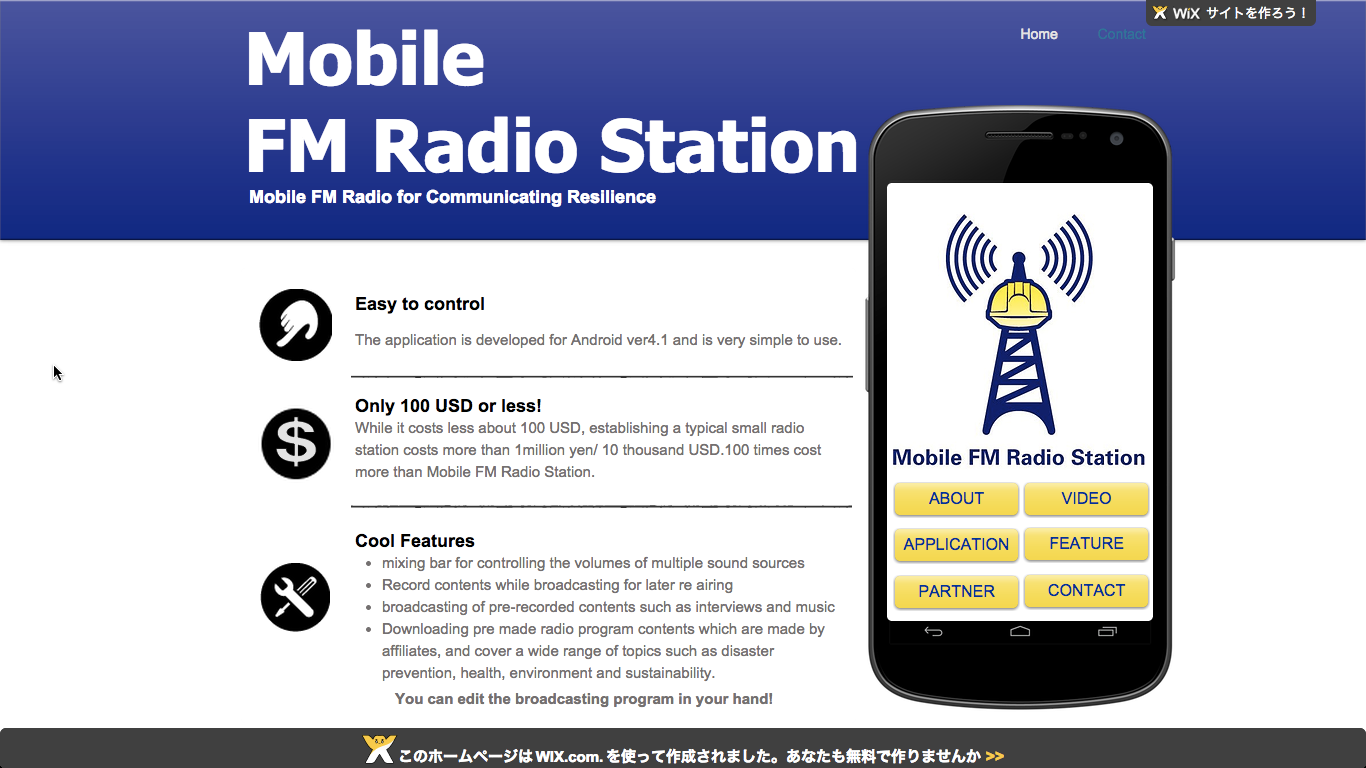 WiX サイトを作ろう！
Home Contact
Mobile
FM Radio Station
Mobile FM Radio for Communicating Resilience
Easy to control
The application is developed for Android ver4.1 and is very simple to use.
Only 100 USD or less!
While it costs less about 100 USD, establishing a typical small radio
station costs more than 1million yen/ 10 thousand USD.100 times cost
more than Mobile FM Radio Station.
Cool Features
• mixing bar for controlling the volumes of multiple sound sources
• Record contents while broadcasting for later re airing
• broadcasting of pre-recorded contents such as interviews and music
• Downloading pre made radio program contents which are made by
affiliates, and cover a wide range of topics such as disaster
prevention, health, environment and sustainability.
You can edit the broadcasting program in your hand!
Mobile FM Radio Station
ABOUT VIDEO
APPLICATION FEATURE
PARTNER CONTACT
このホームページは WIX.com. を使って作成されました。あなたも無料で作りませんか >>